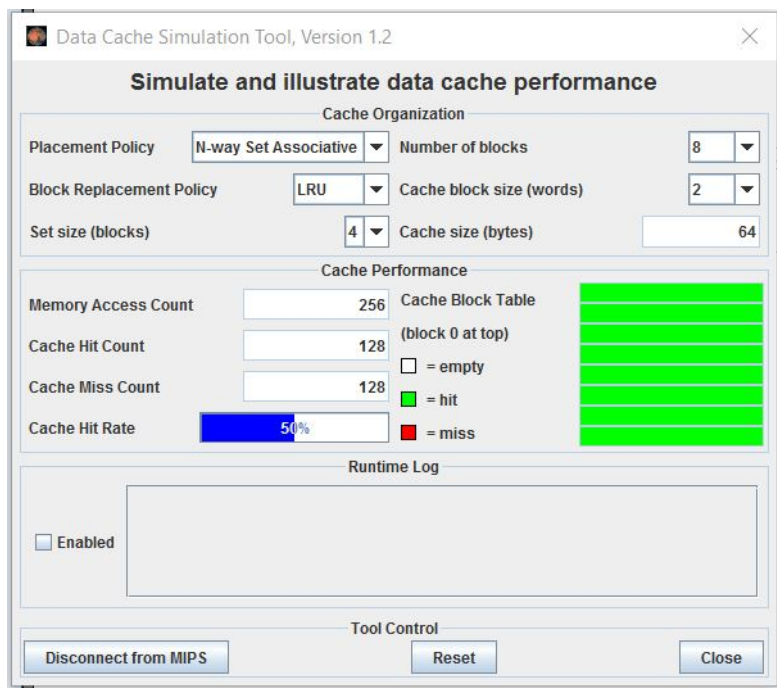 Data Cache Simulation Tool, Version 1.2
Simulate and illustrate data cache performance
Cache Organization
Placement Policy N-way Set Associative Number of blocks 8
Block Replacement Policy LRU Cache block size (words) 2
Set size (blocks) 4 Cache size (bytes) 64
Cache Performance
Memory Access Count 256 Cache Block Table
(block 0 at top)
Cache Hit Count 128
= empty
Cache Miss Count 128
= hit
Cache Hit Rate 50%
= miss
Runtime Log
Enabled
Tool Control
Disconnect from MIPS Reset Close